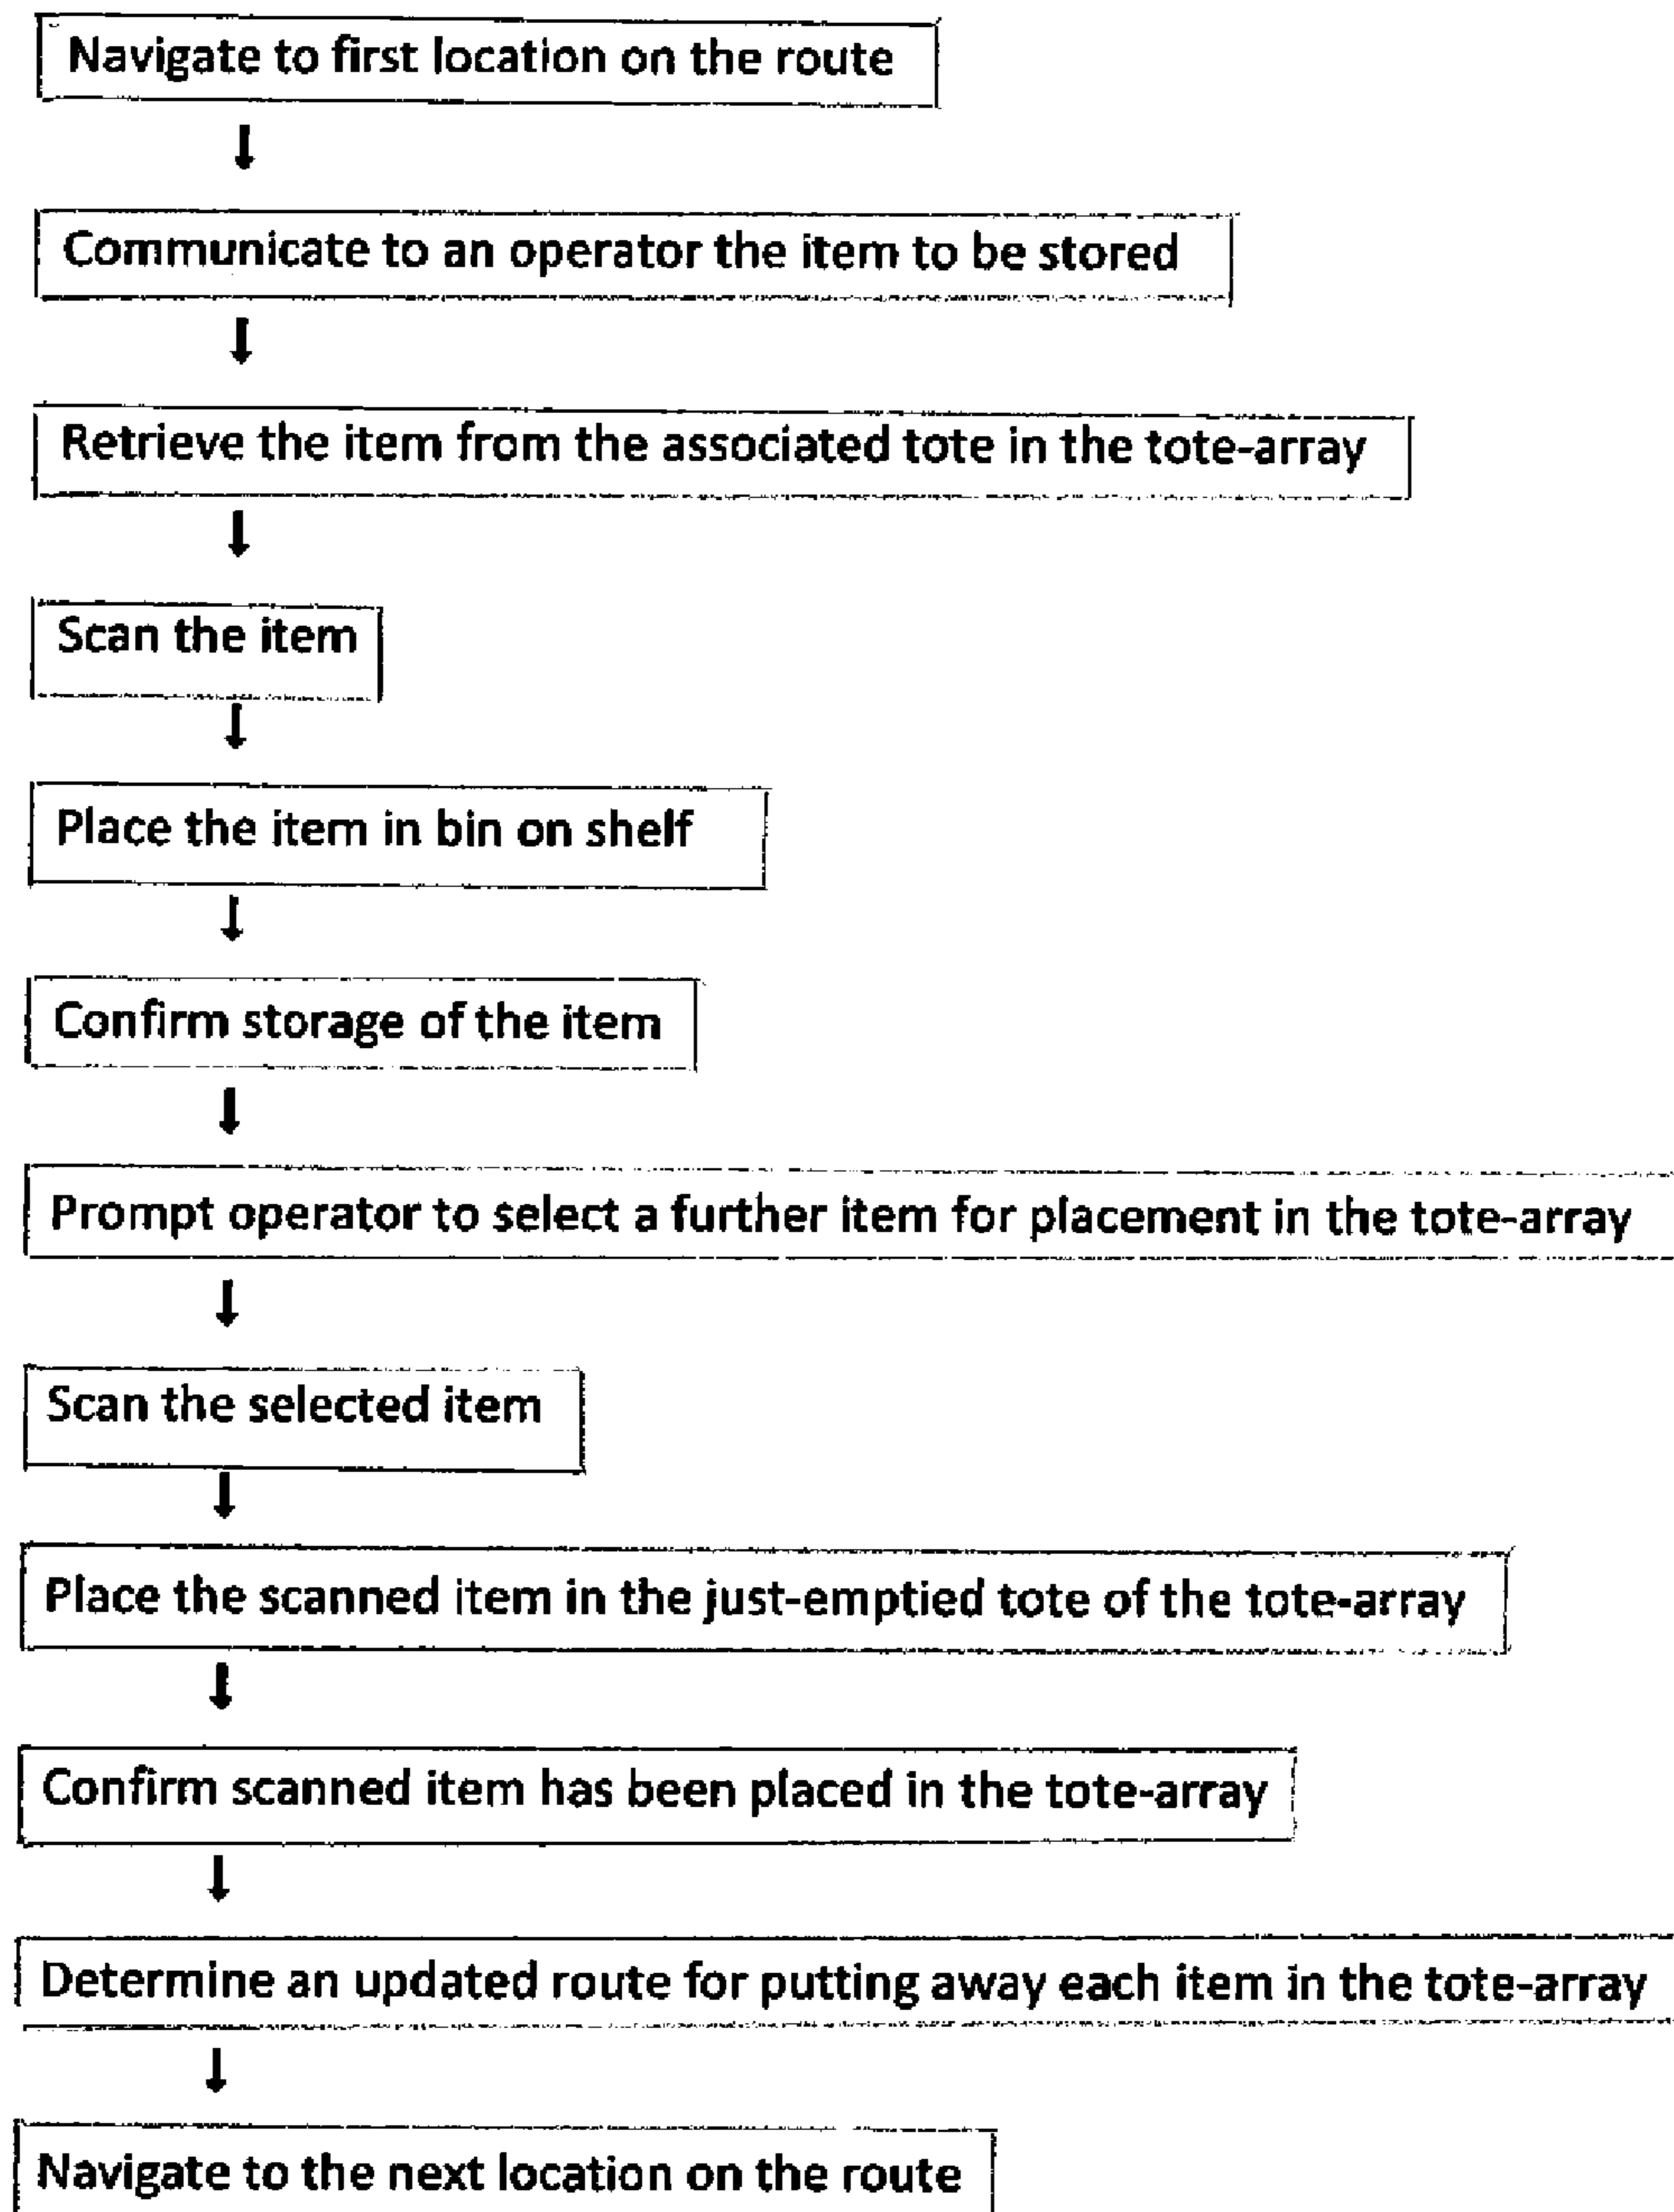 Navigate to first location on the route
Communicate to an operator the item to be stored
Retrieve the item from the associated tote in the tote-array
Scan the item
Place the item in bin on shelf
Confirm storage of the item
Prompt operator to select a further item for placement in the tote-array
Scan the selected item
Place the scanned item in the just-emptied tote of the tote-array
Confirm scanned item has been placed in the tote-array
Determine an updated route for putting away each item in the tote-array
Navigate to the next location on the route